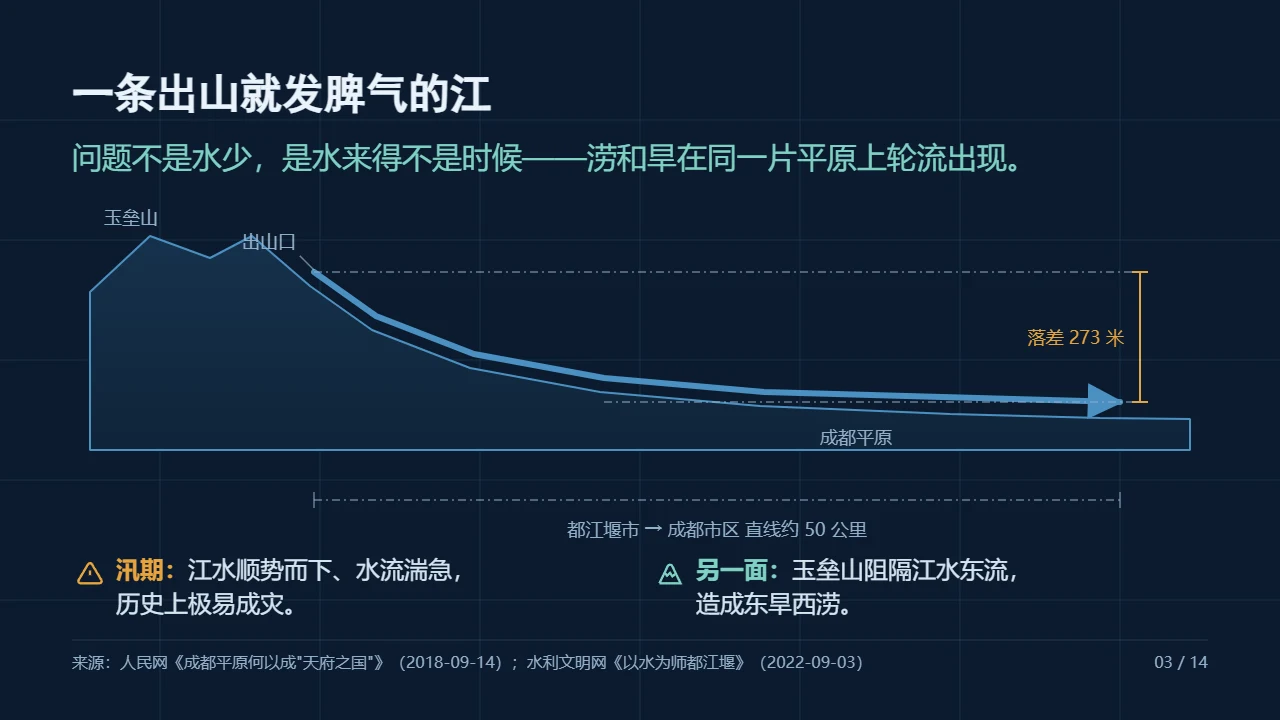 一条出山就发脾气的江
问题不是水少，是水来得不是时候——涝和旱在同一片平原上轮流出现。
玉垒山
出山口
落差 273 米
成都平原
都江堰市 → 成都市区 直线约 50 公里
汛期：江水顺势而下、水流湍急，
历史上极易成灾。
另一面：玉垒山阻隔江水东流，
造成东旱西涝。
来源：人民网《成都平原何以成"天府之国"》（2018-09-14）；水利文明网《以水为师都江堰》（2022-09-03）
03 / 14